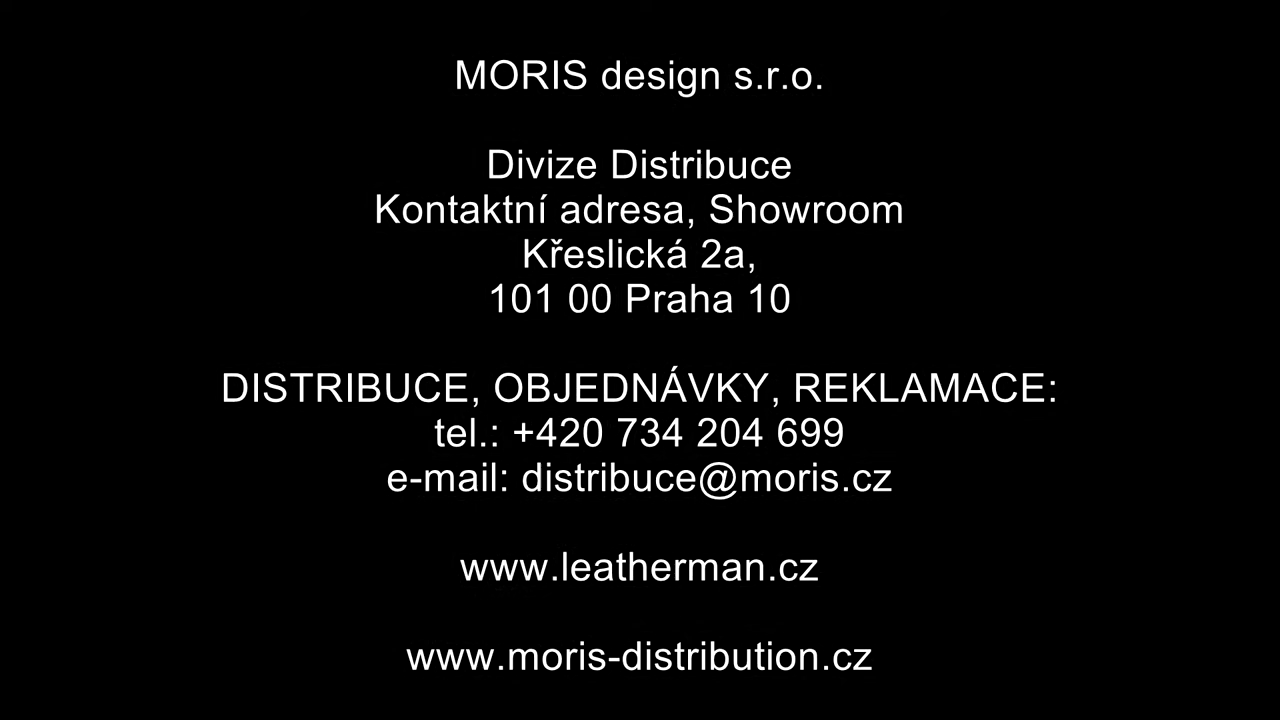 MORIS design s.r.o.
Divize Distribuce
Kontaktní adresa, Showroom
Křeslická 2a,
101 00 Praha 10
DISTRIBUCE, OBJEDNÁVKY, REKLAMACE:
tel.: +420 734 204 699
e-mail: distribuce@moris.cz
www.leatherman.cz
www.moris-distribution.cz